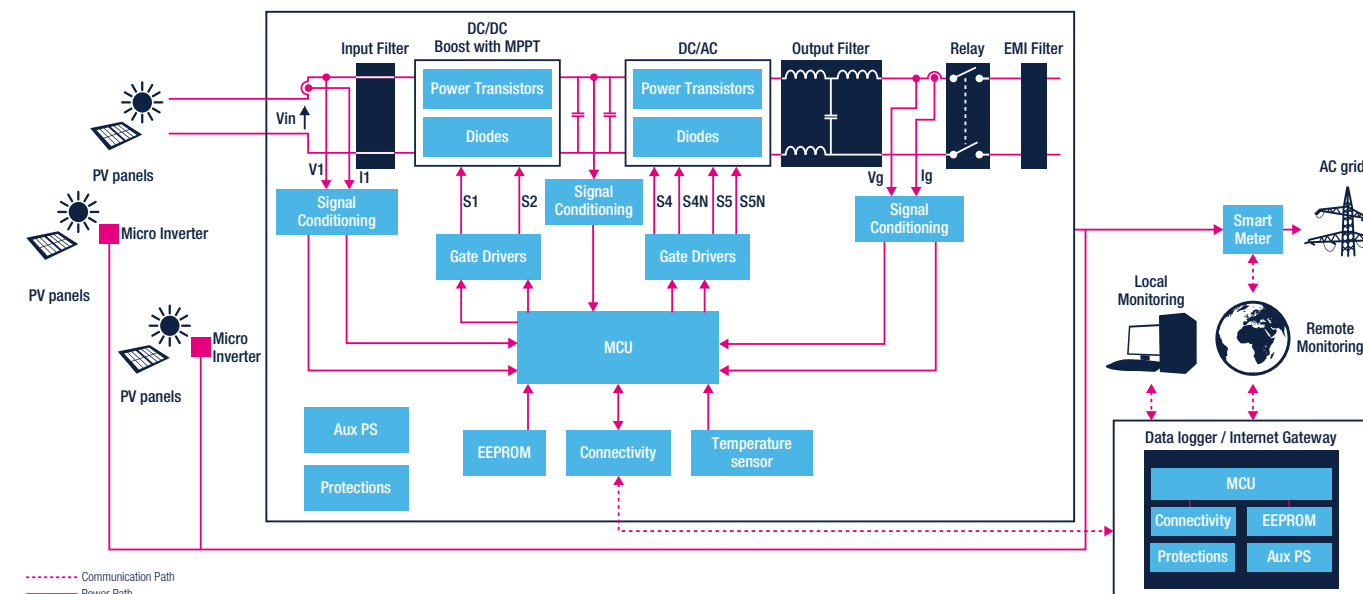 DC/DC
Boost with MPPT
Input Filter
DC/AC
Output Filter
Relay
EMI Filter
Power Transistors
Diodes
Power Transistors
Diodes
Vin
PV panels
V1
I1
Signal
Conditioning
S1
S2
Signal
Conditioning
S4
S4N
S5
S5N
Vg
Ig
Signal
Conditioning
AC grid
Smart
Meter
Micro Inverter
PV panels
Gate Drivers
Gate Drivers
Local
Monitoring
Remote
Monitoring
Micro
Inverter
PV panels
MCU
Aux PS
Protections
EEPROM
Connectivity
Temperature
sensor
Data logger / Internet Gateway
MCU
Connectivity
EEPROM
Protections
Aux PS
Communication Path
Power Path